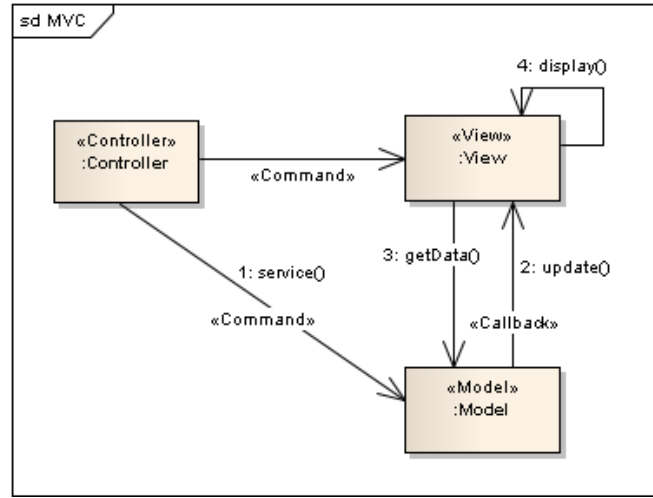 sd MVC
4: display()
«Controller»
:Controller
«View»
:View
«Command»
1: service()
«Command»
3: getData()
2: update()
«Callback»
«Model»
:Model